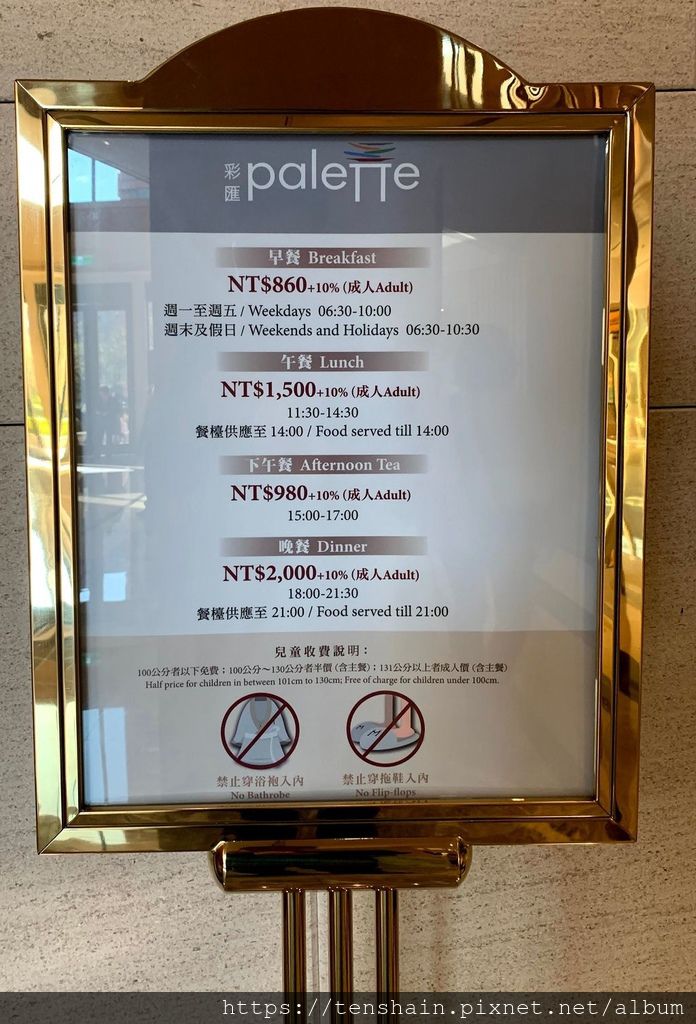 彩匯 palette
早餐 Breakfast
NT$860+10% (成人Adult)
週一至週五 / Weekdays 06:30-10:00
週末及假日 / Weekends and Holidays 06:30-10:30
午餐 Lunch
NT$1,500+10% (成人Adult)
11:30-14:30
餐檯供應至 14:00 / Food served till 14:00
下午餐 Afternoon Tea
NT$980+10% (成人Adult)
15:00-17:00
晚餐 Dinner
NT$2,000+10% (成人Adult)
18:00-21:30
餐檯供應至 21:00 / Food served till 21:00
兒童收費說明：
100公分者以下免費；100公分～130公分者半價 (含主餐)；131公分以上者成人價 (含主餐)
Half price for children in between 101cm to 130cm; Free of charge for children under 100cm.
禁止穿浴袍入內 禁止穿拖鞋入內
No Bathrobe No Flip-flops
https://tenshain.pixnet.net/album